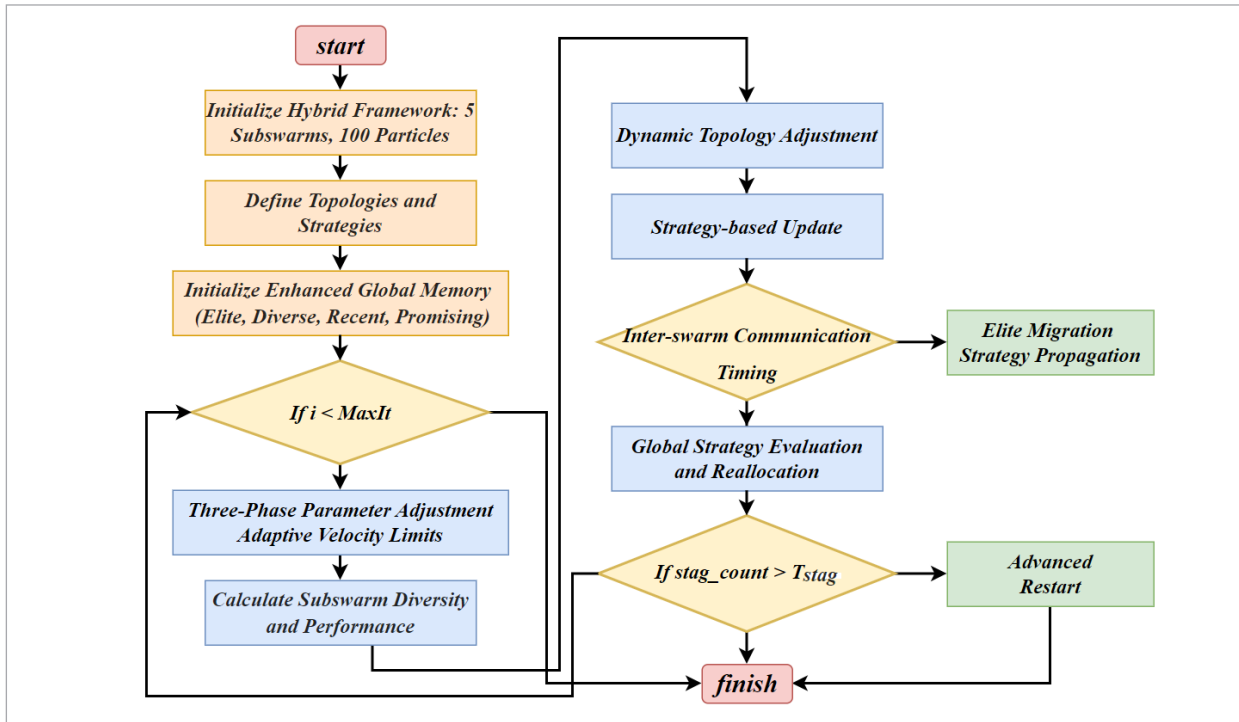 start
Initialize Hybrid Framework: 5
Subswarms, 100 Particles
Define Topologies and
Strategies
Initialize Enhanced Global Memory
(Elite, Diverse, Recent, Promising)
If i < MaxIt
Three-Phase Parameter Adjustment
Adaptive Velocity Limits
Calculate Subswarm Diversity
and Performance
Dynamic Topology Adjustment
Strategy-based Update
Inter-swarm Communication
Timing
Elite Migration
Strategy Propagation
Global Strategy Evaluation
and Reallocation
If stag_count > Tstag
Advanced
Restart
finish